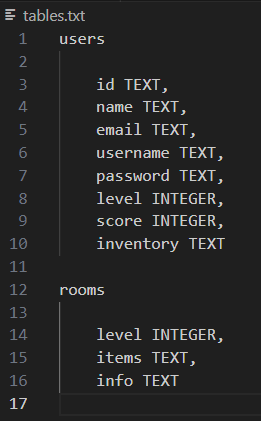 tables.txt
1 users
2
3 id TEXT,
4 name TEXT,
5 email TEXT,
6 username TEXT,
7 password TEXT,
8 level INTEGER,
9 score INTEGER,
10 inventory TEXT
11
12 rooms
13
14 level INTEGER,
15 items TEXT,
16 info TEXT
17